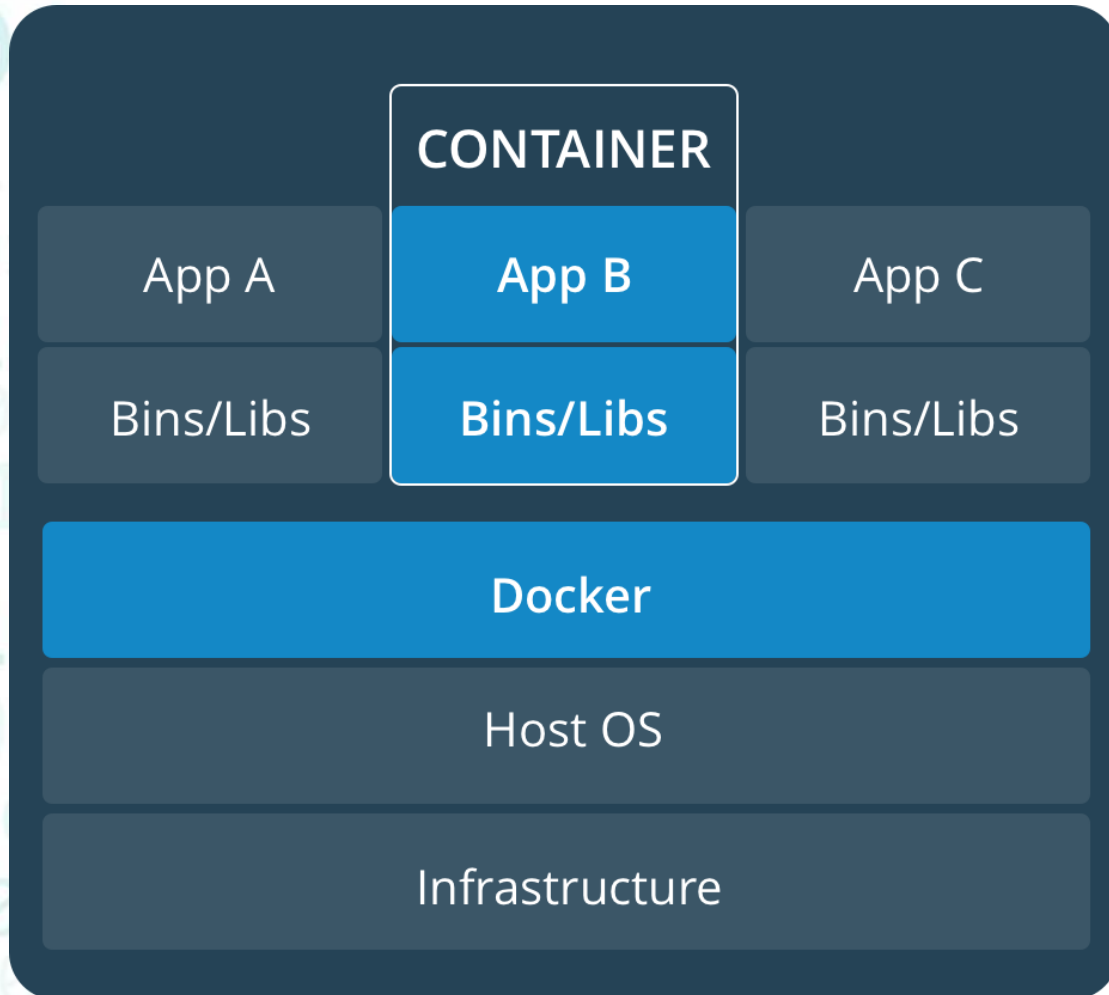 CONTAINER
App A
App B
App C
Bins/Libs
Bins/Libs
Bins/Libs
Docker
Host OS
Infrastructure